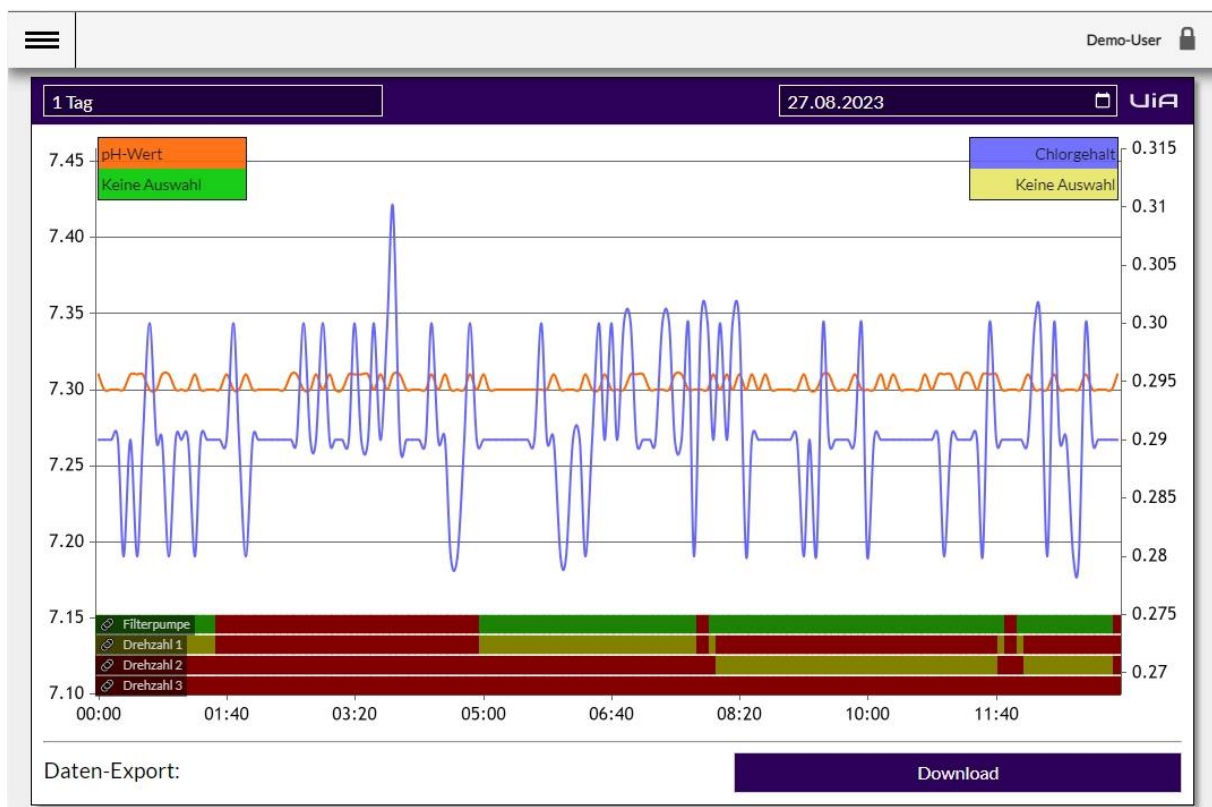 Demo-User
1 Tag
27.08.2023
UiA
pH-Wert
Keine Auswahl
Chlorgehalt
Keine Auswahl
7.45
7.40
7.35
7.30
7.25
7.20
7.15
7.10
0.315
0.31
0.305
0.30
0.295
0.29
0.285
0.28
0.275
0.27
Filterpumpe
Drehzahl 1
Drehzahl 2
Drehzahl 3
00:00 01:40 03:20 05:00 06:40 08:20 10:00 11:40
Daten-Export:
Download